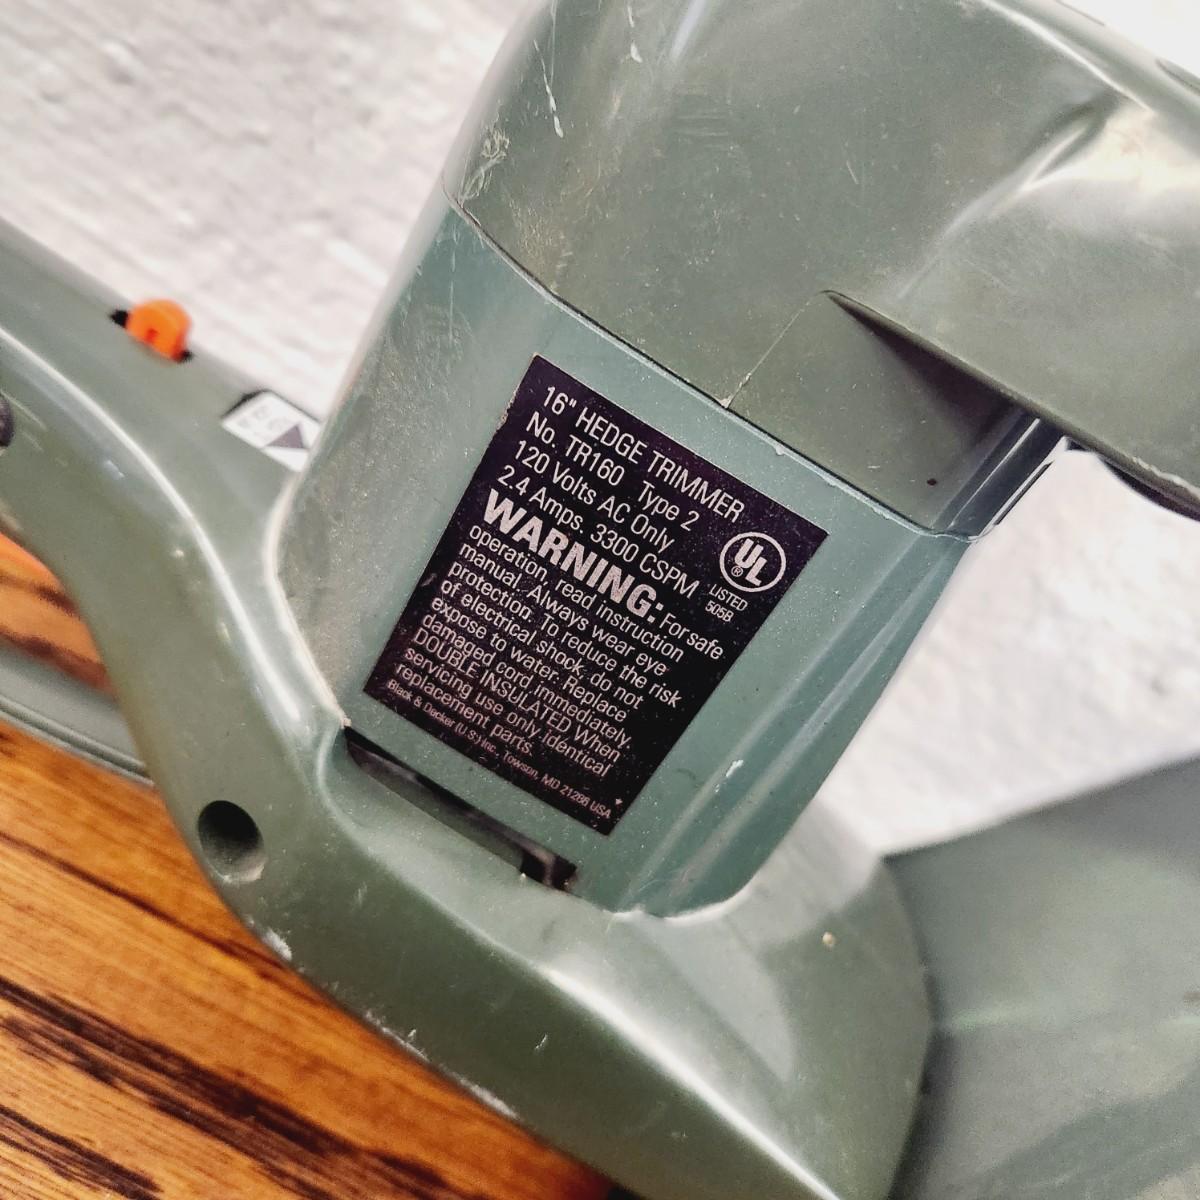 16" HEDGE TRIMMER
No. TR160 Type 2
120 Volts AC Only
2.4 Amps. 3300 CSPM
UL
®
LISTED
505B
WARNING: For safe
operation, read instruction
manual. Always wear eye
protection. To reduce the risk
of electrical shock, do not
expose to water. Replace
damaged cord immediately.
DOUBLE INSULATED When
servicing use only identical
replacement parts.
Black & Decker (U.S.) Inc., Towson, MD 21286 USA